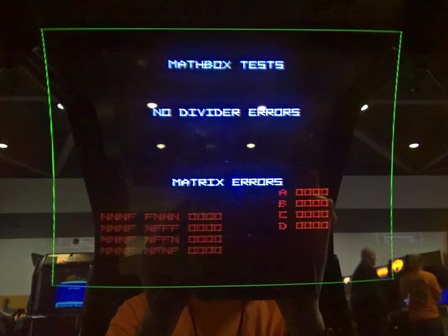 MATHBOX TESTS
NO DIVIDER ERRORS
MATRIX ERRORS
A 0000
B 0000
C 0000
D 0000
NNNF FNNN 0000
NNNF NFFF 0000
NNNF NFFN 0000
NNNF NFNF 0000